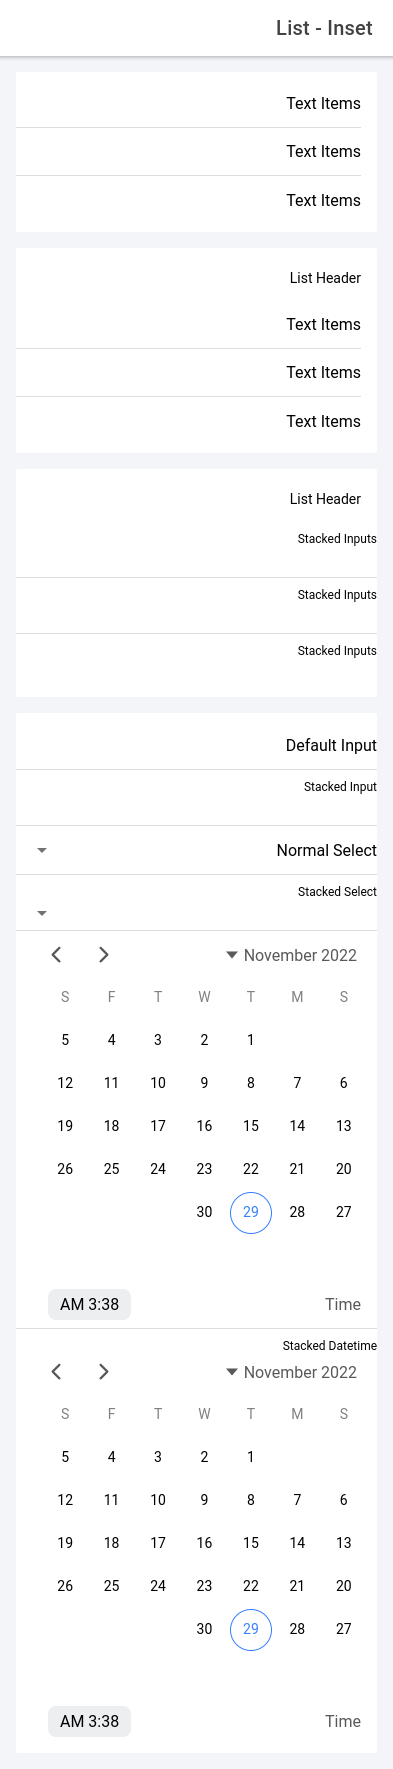 List - Inset
Text Items
Text Items
Text Items
List Header
Text Items
Text Items
Text Items
List Header
Stacked Inputs
Stacked Inputs
Stacked Inputs
Default Input
Stacked Input
Normal Select
Stacked Select
November 2022
S F T W T M S
5 4 3 2 1
12 11 10 9 8 7 6
19 18 17 16 15 14 13
26 25 24 23 22 21 20
30 29 28 27
AM 3:38 Time
Stacked Datetime
November 2022
S F T W T M S
5 4 3 2 1
12 11 10 9 8 7 6
19 18 17 16 15 14 13
26 25 24 23 22 21 20
30 29 28 27
AM 3:38 Time